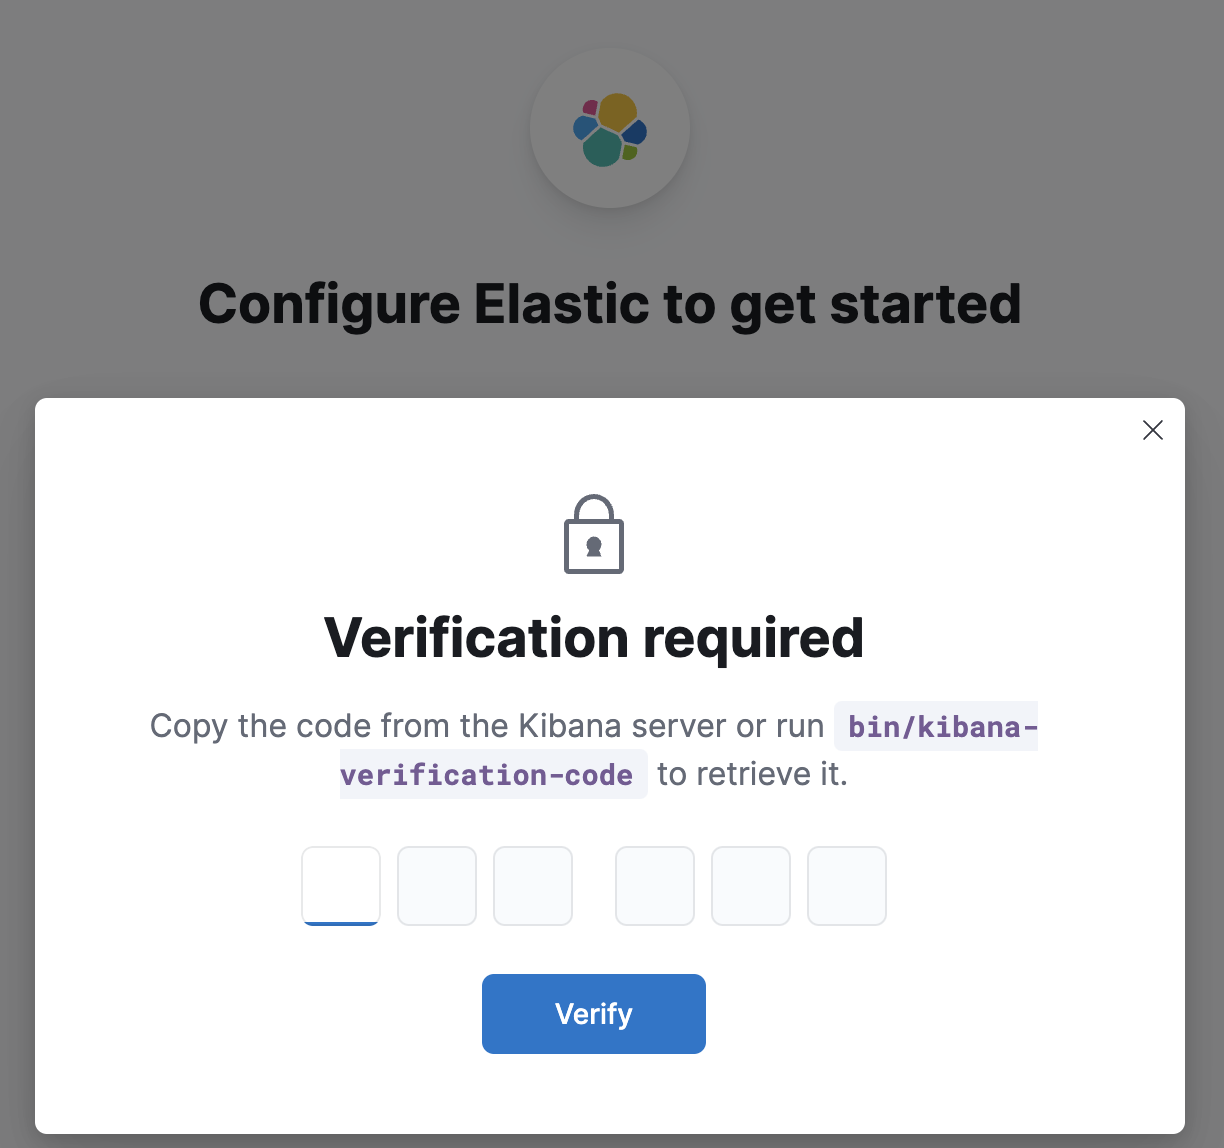 Configure Elastic to get started
Verification required
Copy the code from the Kibana server or run bin/kibana-
verification-code to retrieve it.
Verify